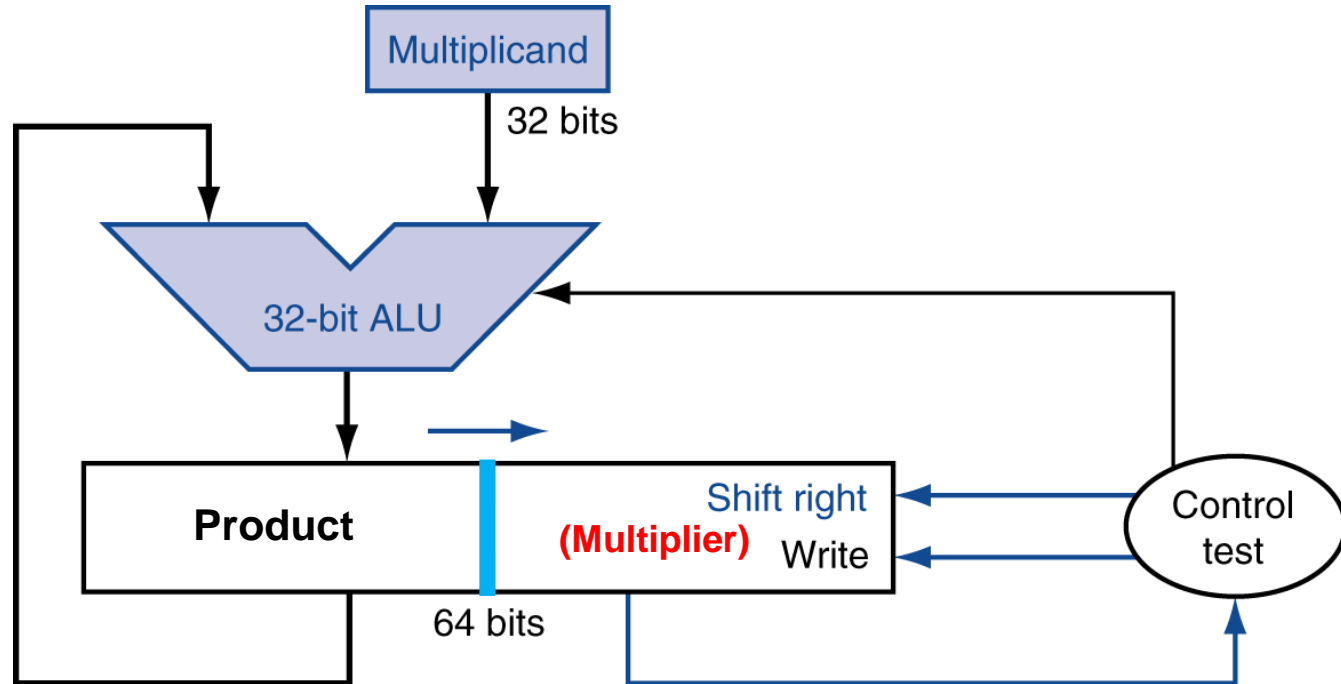 Multiplicand
32 bits
32-bit ALU
Product
(Multiplier)
Shift right
Write
Control
test
64 bits